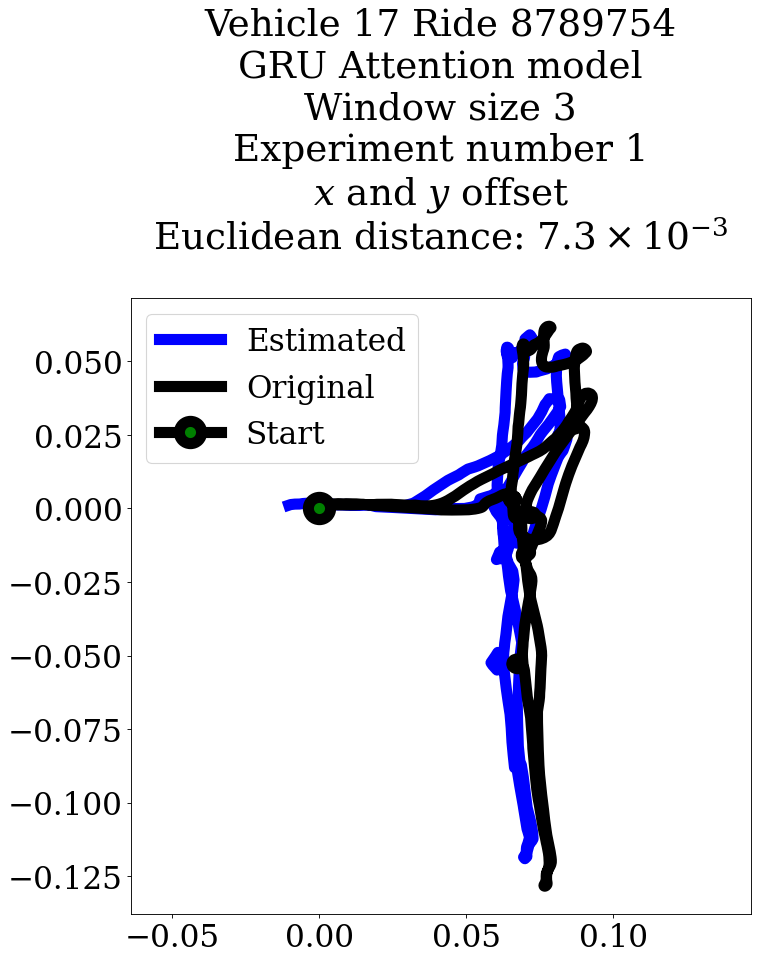 Vehicle 17 Ride 8789754
GRU Attention model
Window size 3
Experiment number 1
x and y offset
Euclidean distance: 7.3 × 10⁻³
Estimated
Original
Start
0.050
0.025
0.000
−0.025
−0.050
−0.075
−0.100
−0.125
−0.05 0.00 0.05 0.10